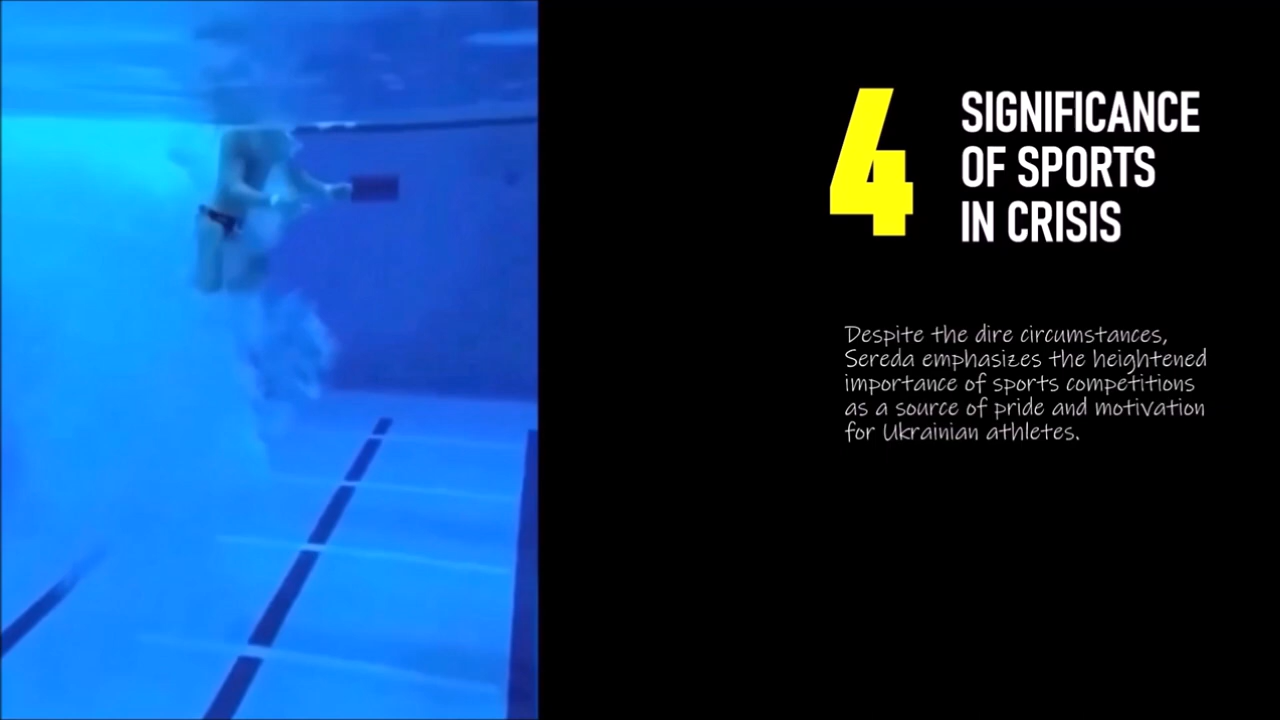 4
SIGNIFICANCE
OF SPORTS
IN CRISIS
Despite the dire circumstances,
Sereda emphasizes the heightened
importance of sports competitions
as a source of pride and motivation
for Ukrainian athletes.